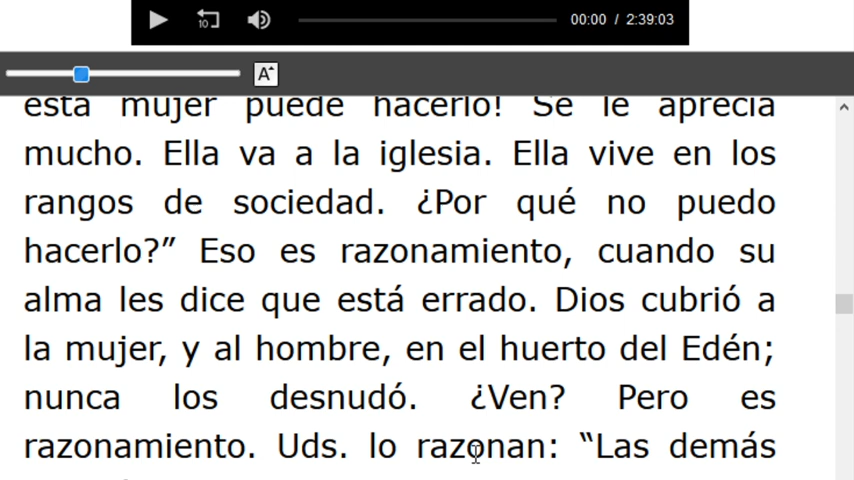 10
00:00 / 2:39:03
A
esta mujer puede hacerlo! Se le aprecia
mucho. Ella va a la iglesia. Ella vive en los
rangos de sociedad. ¿Por qué no puedo
hacerlo?” Eso es razonamiento, cuando su
alma les dice que está errado. Dios cubrió a
la mujer, y al hombre, en el huerto del Edén;
nunca los desnudó. ¿Ven? Pero es
razonamiento. Uds. lo razonan: “Las demás